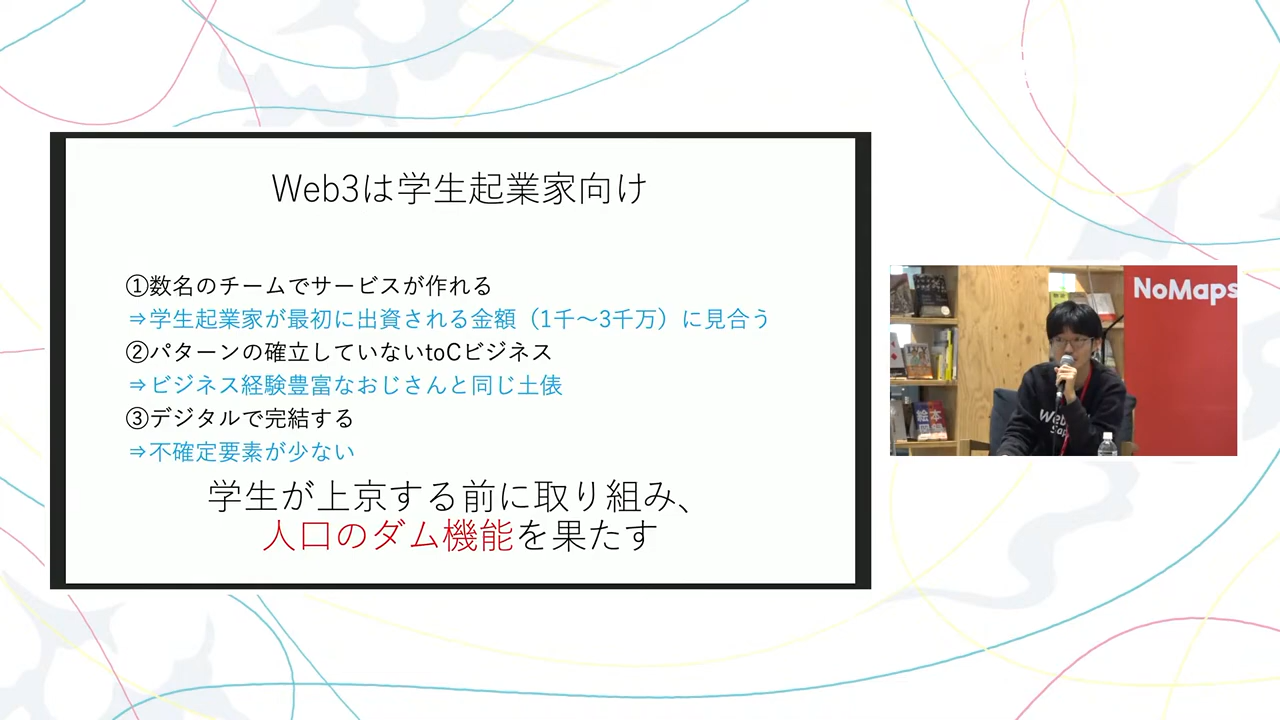 Web3は学生起業家向け
①数名のチームでサービスが作れる
⇒学生起業家が最初に出資される金額（1千～3千万）に見合う
②パターンの確立していないtoCビジネス
⇒ビジネス経験豊富なおじさんと同じ土俵
③デジタルで完結する
⇒不確定要素が少ない
学生が上京する前に取り組み、
人口のダム機能を果たす
NoMaps
絵本